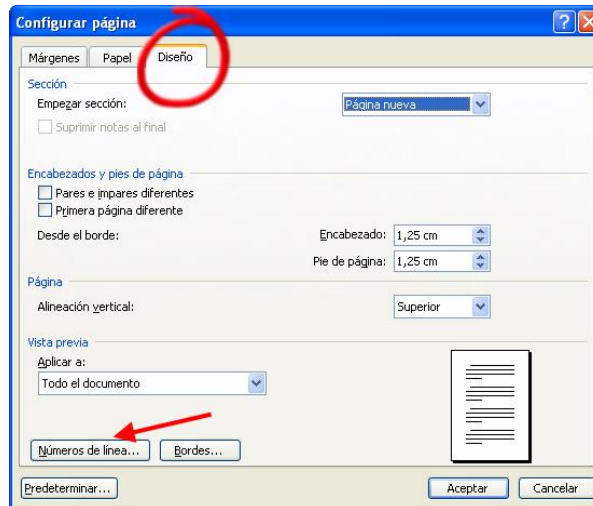 Configurar página
Márgenes Papel Diseño
Sección
Empezar sección: Página nueva
Suprimir notas al final
Encabezados y pies de página
Pares e impares diferentes
Primera página diferente
Desde el borde: Encabezado: 1,25 cm
Pie de página: 1,25 cm
Página
Alineación vertical: Superior
Vista previa
Aplicar a:
Todo el documento
Números de línea... Bordes...
Predeterminar... Aceptar Cancelar